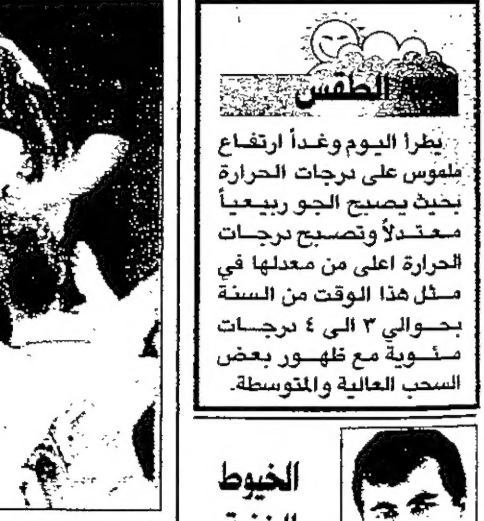 الطقس
يطرأ اليوم وغداً ارتفاع
ملموس على درجات الحرارة
بحيث يصبح الجو ربيعياً
معتدلاً وتصبح درجات
الحرارة اعلى من معدلها في
مثل هذا الوقت من السنة
بحوالي ٣ الى ٤ درجات
مئوية مع ظهور بعض
السحب العالية والمتوسطة.
الخيوط